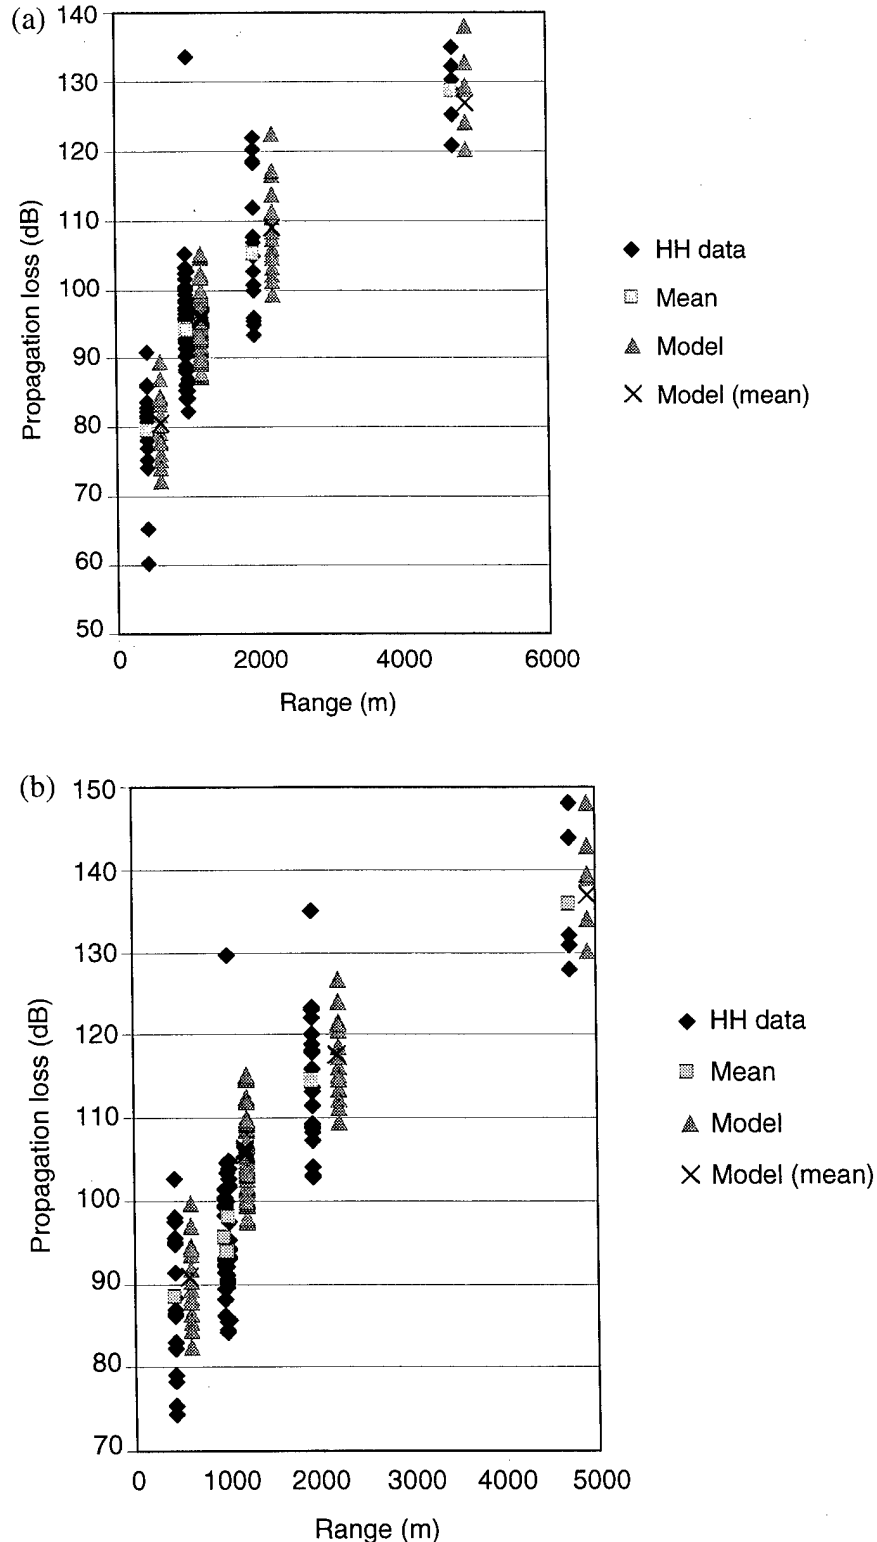 (a)
140
130
120
110
100
90
80
70
60
50
Propagation loss (dB)
0 2000 4000 6000
Range (m)
HH data
Mean
Model
Model (mean)
(b)
150
140
130
120
110
100
90
80
70
Propagation loss (dB)
0 1000 2000 3000 4000 5000
Range (m)
HH data
Mean
Model
Model (mean)